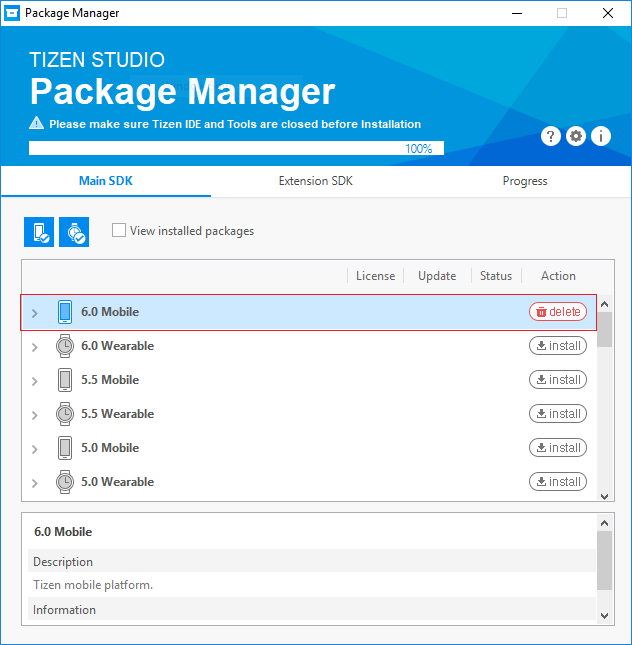 Package Manager
TIZEN STUDIO
Package Manager
Please make sure Tizen IDE and Tools are closed before Installation
100%
? i
Main SDK Extension SDK Progress
View installed packages
License Update Status Action
6.0 Mobile delete
6.0 Wearable install
5.5 Mobile install
5.5 Wearable install
5.0 Mobile install
5.0 Wearable install
6.0 Mobile
Description
Tizen mobile platform.
Information